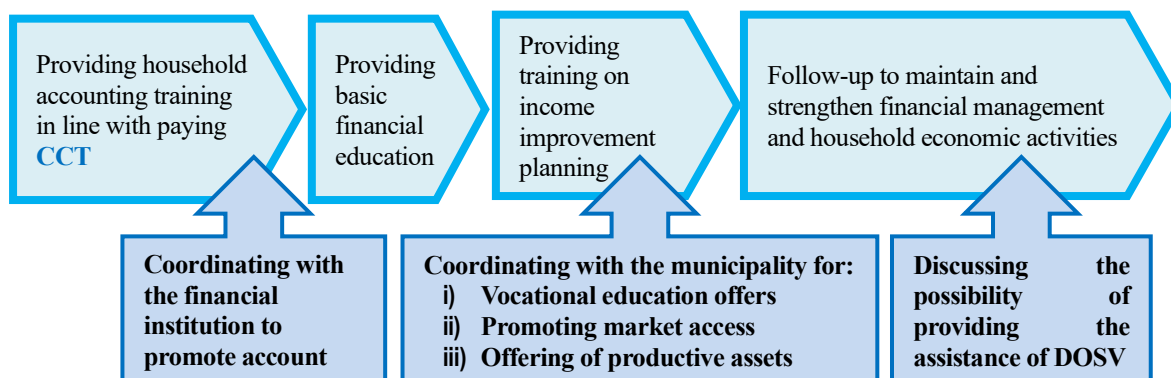 Providing household
accounting training
in line with paying
CCT
Providing
basic
financial
education
Providing
training on
income
improvement
planning
Follow-up to maintain and
strengthen financial management
and household economic activities
Coordinating with
the financial
institution to
promote account
Coordinating with the municipality for:
i) Vocational education offers
ii) Promoting market access
iii) Offering of productive assets
Discussing the
possibility of
providing the
assistance of DOSV